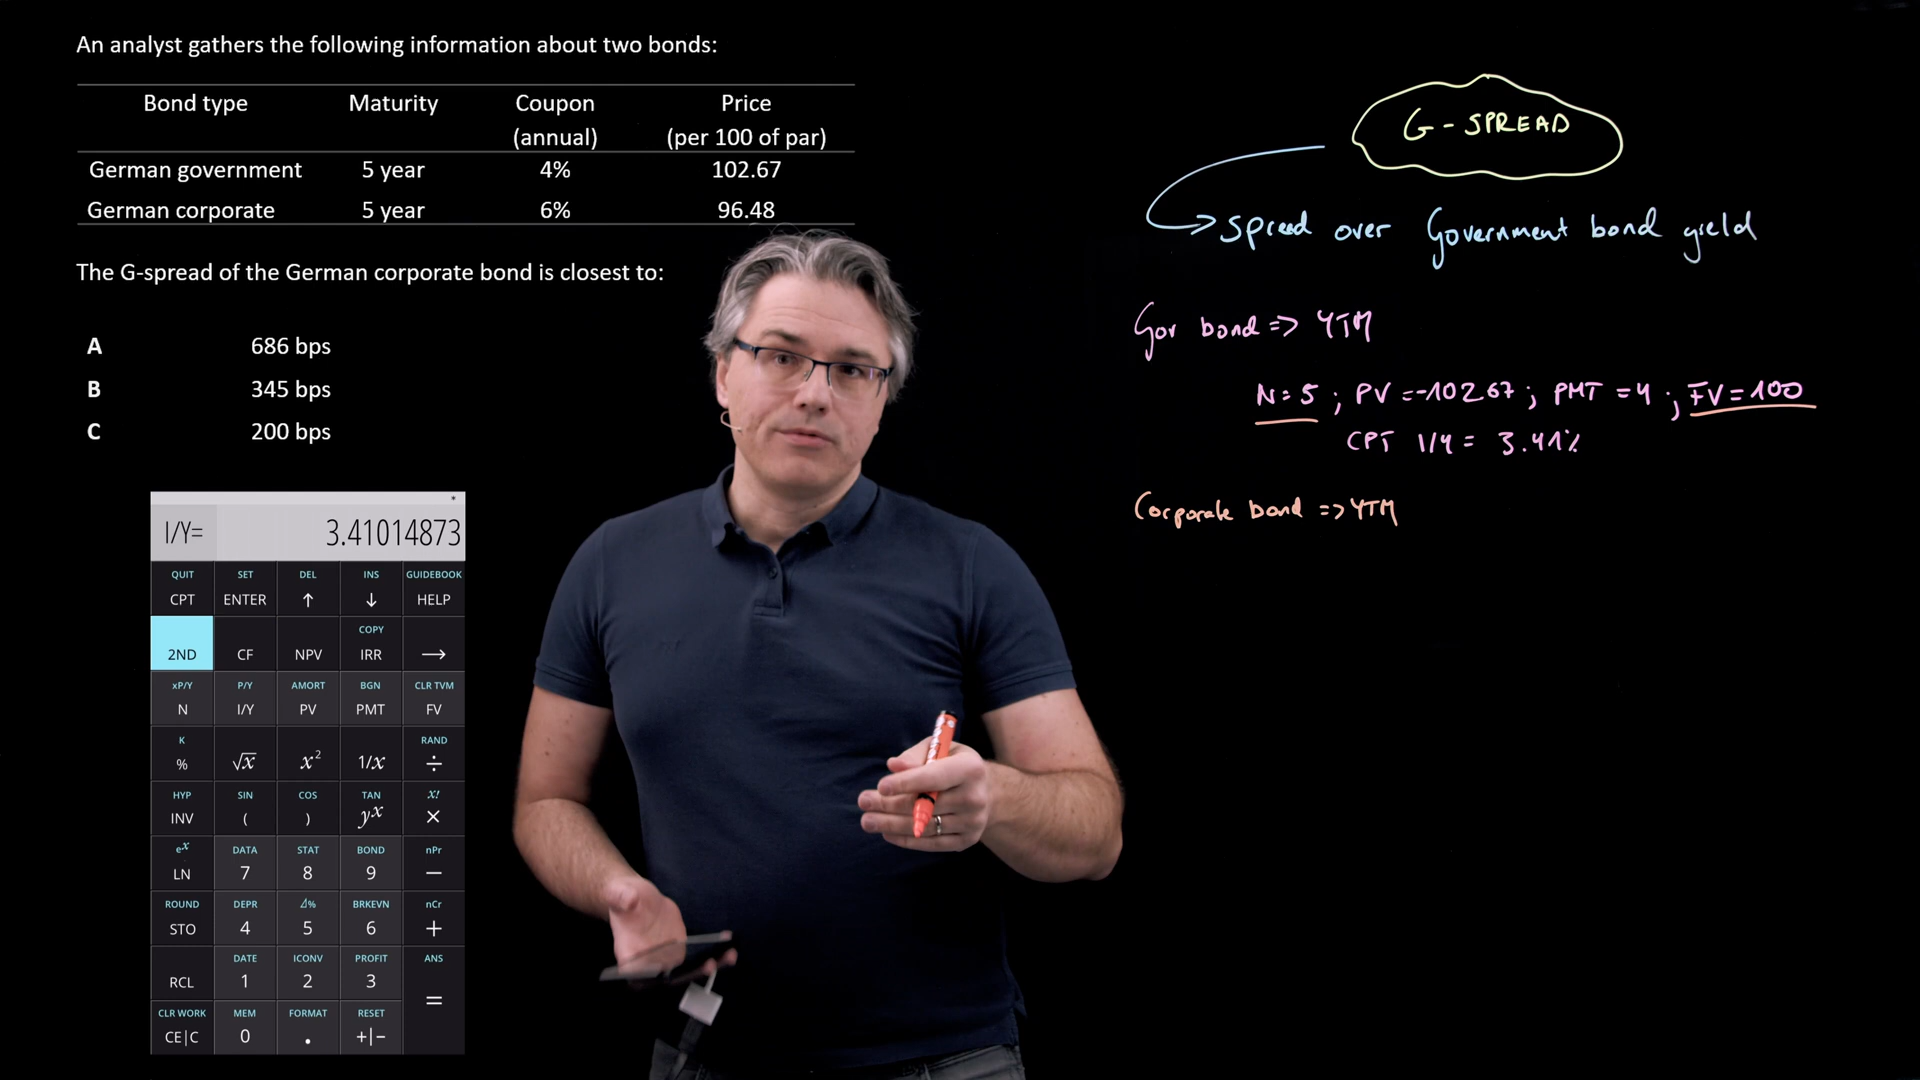 An analyst gathers the following information about two bonds:
Bond type Maturity Coupon (annual) Price (per 100 of par)
German government 5 year 4% 102.67
German corporate 5 year 6% 96.48
The G-spread of the German corporate bond is closest to:
A 686 bps
B 345 bps
C 200 bps
G - SPREAD
Spread over Government bond yield
Gov bond => YTM
N = 5 ; PV = -102.67 ; PMT = 4 ; FV = 100
CPT I/Y = 3.41%
Corporate bond => YTM
*
I/Y= 3.41014873
QUIT SET DEL INS GUIDEBOOK
CPT ENTER ↑ ↓ HELP
COPY
2ND CF NPV IRR →
xP/Y P/Y AMORT BGN CLR TVM
N I/Y PV PMT FV
K RAND
% √x x² 1/x ÷
HYP SIN COS TAN x!
INV ( ) yˣ ×
eˣ DATA STAT BOND nPr
LN 7 8 9 −
ROUND DEPR Δ% BRKEVN nCr
STO 4 5 6 +
DATE ICONV PROFIT ANS
RCL 1 2 3 =
CLR WORK MEM FORMAT RESET
CE|C 0 . +|−